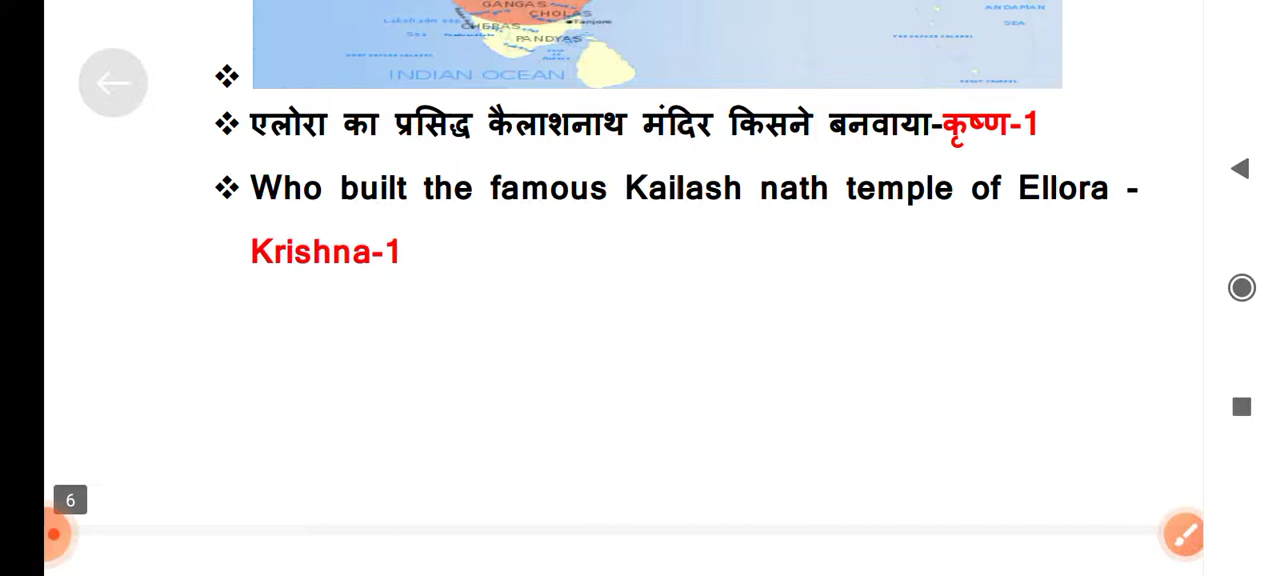 GANGAS
CHOLAS
Tanjore
CHERAS
PANDYAS
INDIAN OCEAN
ANDAMAN
SEA
❖
❖ एलोरा का प्रसिद्ध कैलाशनाथ मंदिर किसने बनवाया-कृष्ण-1
❖ Who built the famous Kailash nath temple of Ellora -
Krishna-1
6